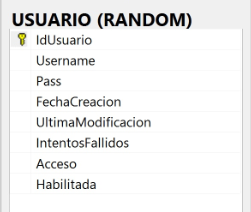 USUARIO (RANDOM)
IdUsuario
Username
Pass
FechaCreacion
UltimaModificacion
IntentosFallidos
Acceso
Habilitada